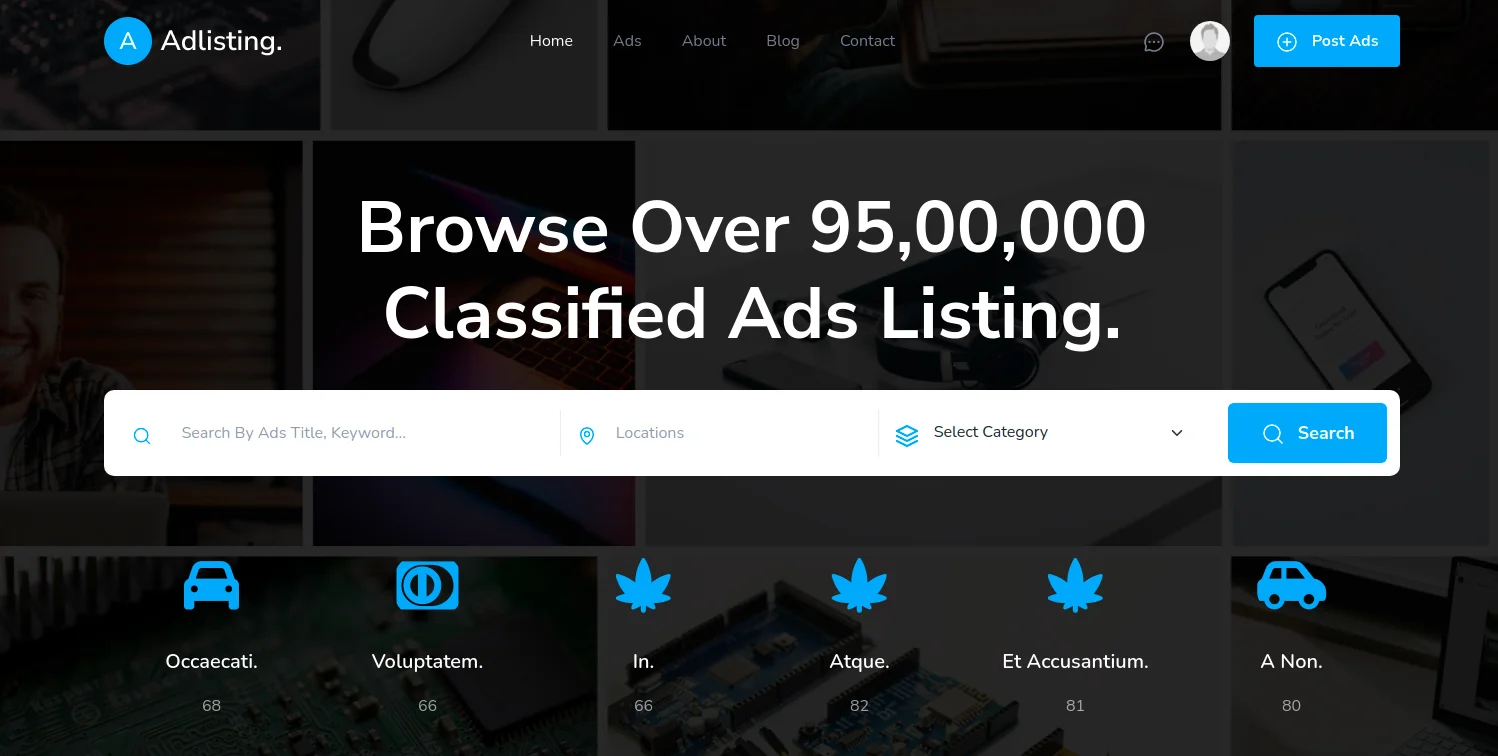 A Adlisting.
Home Ads About Blog Contact
Post Ads
Browse Over 95,00,000
Classified Ads Listing.
Search By Ads Title, Keyword...
Locations
Select Category
Search
Occaecati. Voluptatem. In. Atque. Et Accusantium. A Non.
68 66 66 82 81 80